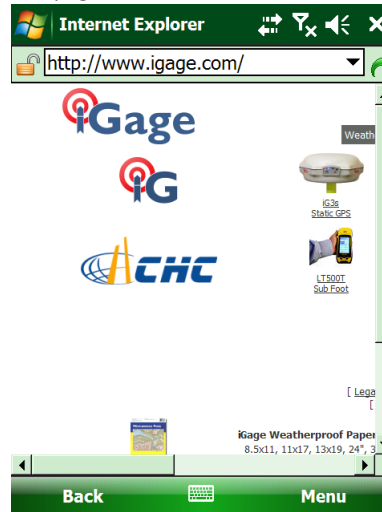 Internet Explorer
http://www.igage.com/
iGage
Weath
iG
iG3s
Static GPS
CHC
LT500T
Sub Foot
[ Lega
[
iGage Weatherproof Paper
8.5x11, 11x17, 13x19, 24", 3
Back
Menu